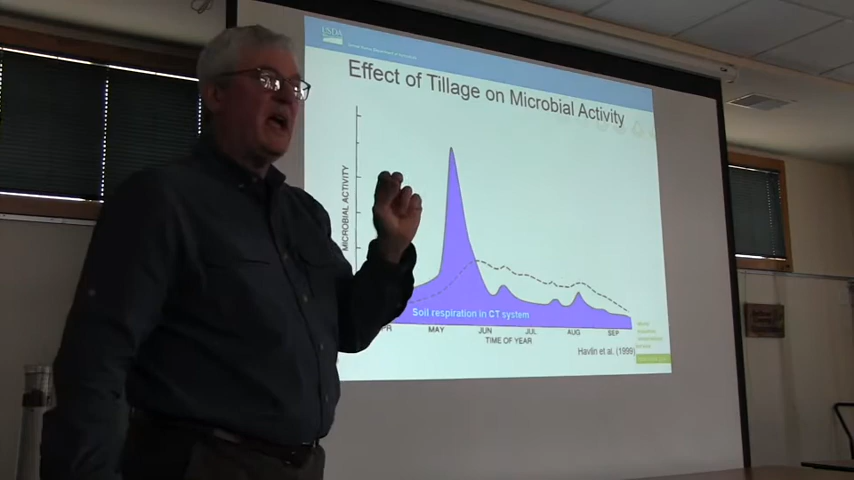 USDA
Effect of Tillage on Microbial Activity
MICROBIAL ACTIVITY
Soil respiration in CT system
MAY JUN JUL AUG SEP
TIME OF YEAR
Havlin et al. (1999)